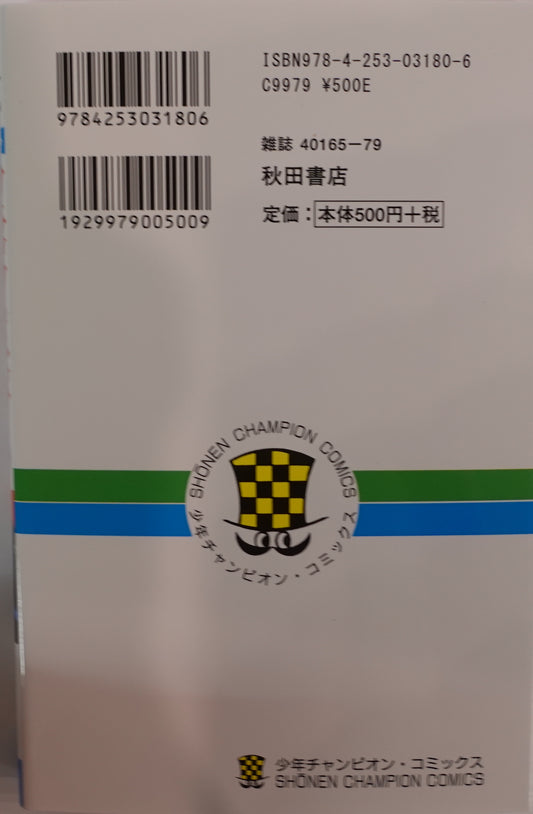 ISBN978-4-253-03180-6
C9979 ¥500E
9784253031806
雑誌 40165-79
秋田書店
1929979005009
定価：本体500円+税
SHŌNEN CHAMPION COMICS
少年チャンピオン・コミックス
少年チャンピオン・コミックス
SHŌNEN CHAMPION COMICS